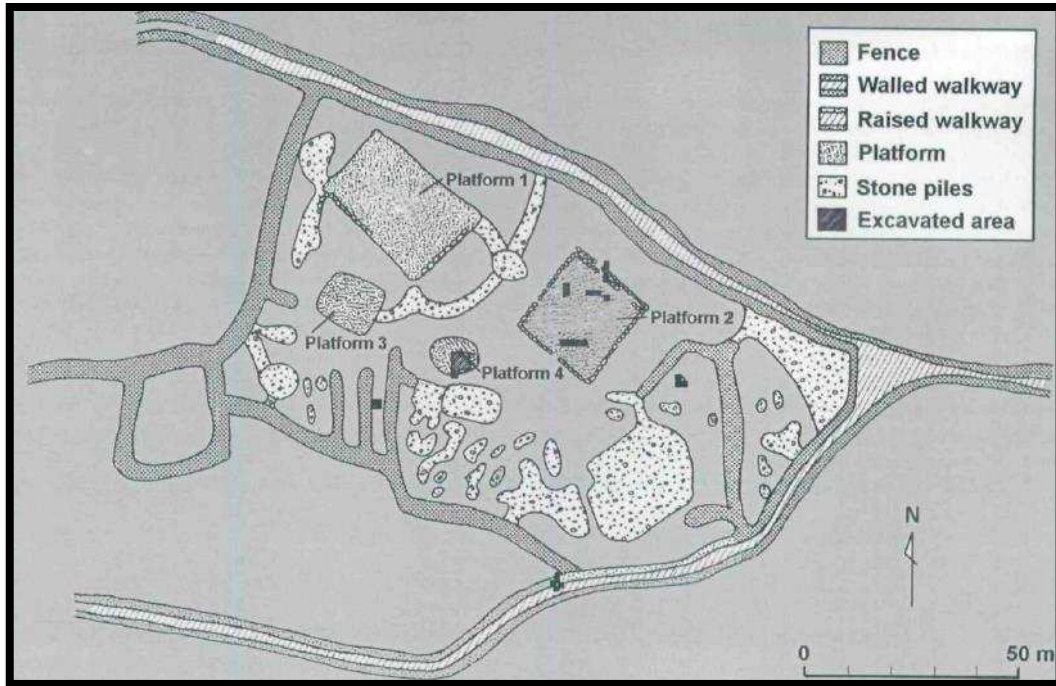 Fence
Walled walkway
Raised walkway
Platform
Stone piles
Excavated area
Platform 1
Platform 2
Platform 3
Platform 4
N
0 50 m